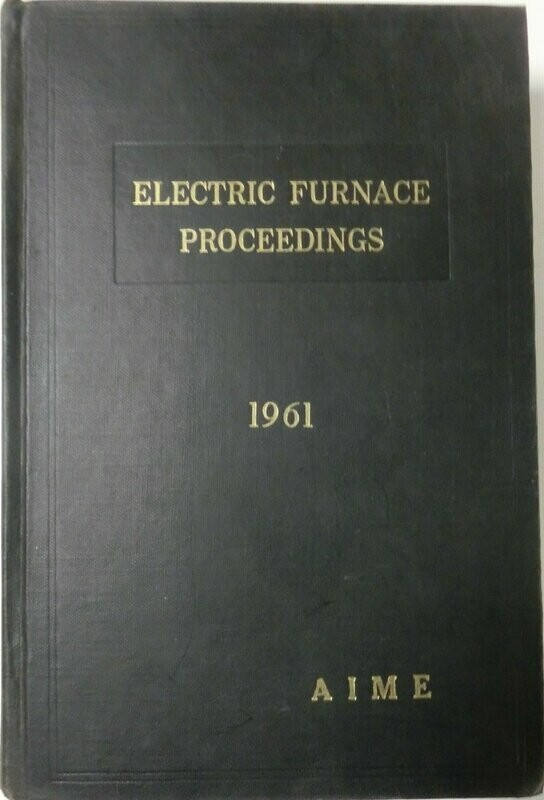 ELECTRIC FURNACE
PROCEEDINGS
1961
AIME